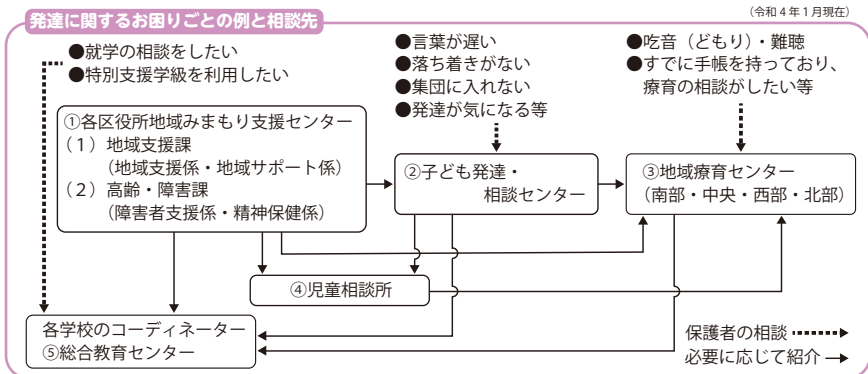 発達に関するお困りごとの例と相談先
(令和4年1月現在)
●就学の相談をしたい
●特別支援学級を利用したい
●言葉が遅い
●落ち着きがない
●集団に入れない
●発達が気になる等
●吃音（どもり）・難聴
●すでに手帳を持っており、
療育の相談がしたい等
①各区役所地域みまもり支援センター
（1）地域支援課
（地域支援係・地域サポート係）
（2）高齢・障害課
（障害者支援係・精神保健係）
②子ども発達・
相談センター
③地域療育センター
（南部・中央・西部・北部）
④児童相談所
各学校のコーディネーター
⑤総合教育センター
保護者の相談
必要に応じて紹介